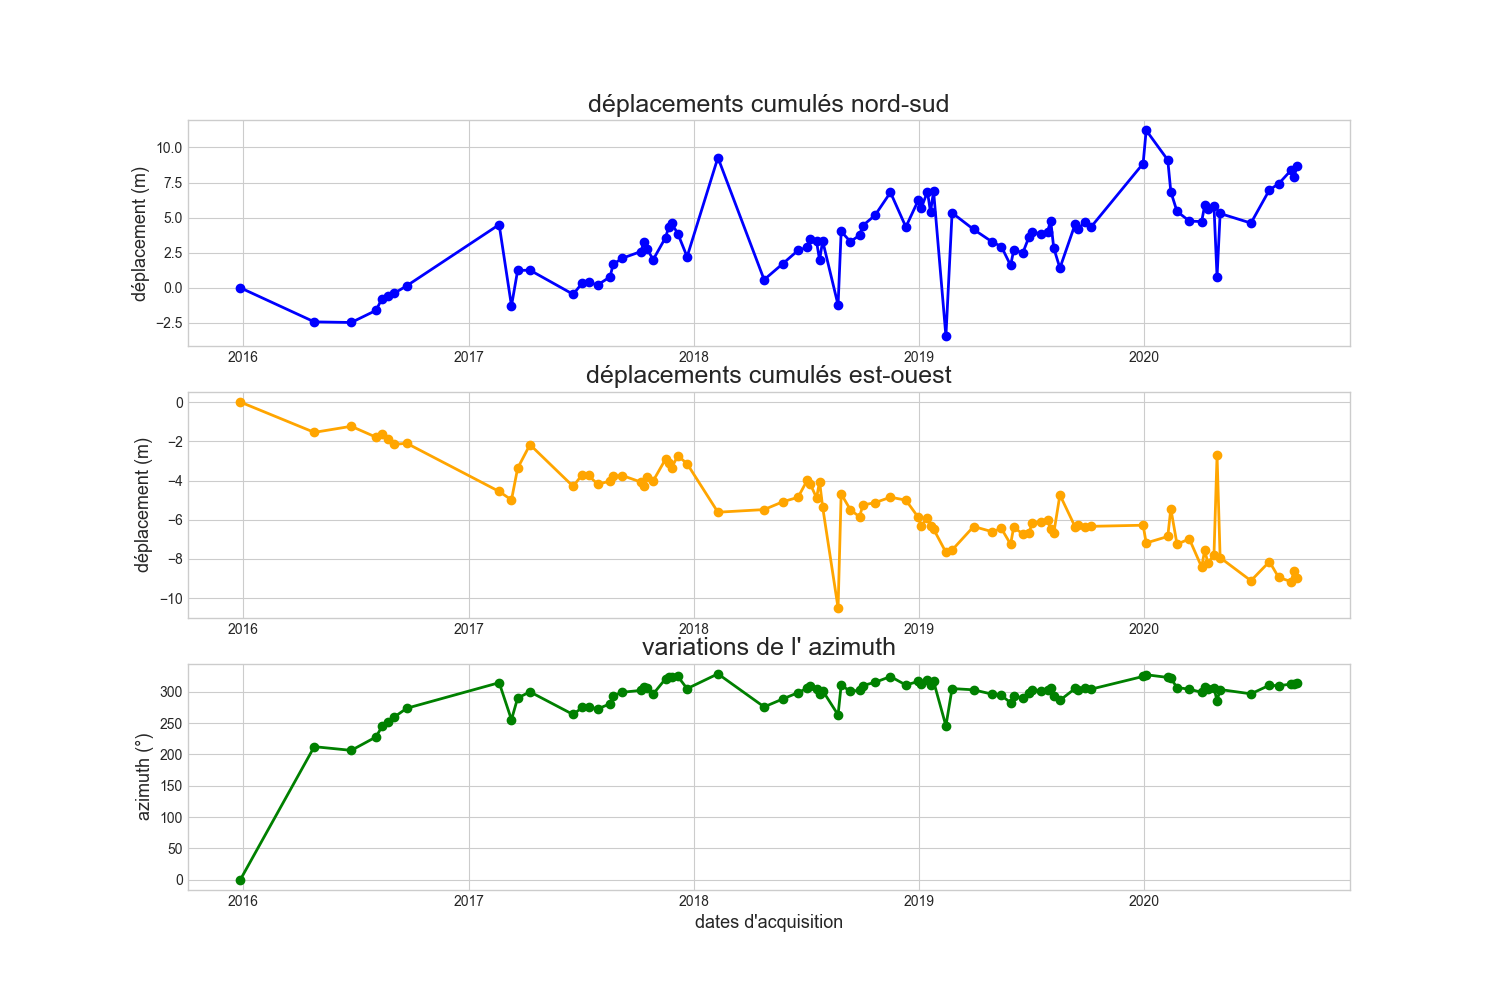 déplacements cumulés nord-sud
déplacement (m)
10.0
7.5
5.0
2.5
0.0
−2.5
2016 2017 2018 2019 2020
déplacements cumulés est-ouest
déplacement (m)
0
−2
−4
−6
−8
−10
2016 2017 2018 2019 2020
variations de l' azimuth
azimuth (°)
300
250
200
150
100
50
0
2016 2017 2018 2019 2020
dates d'acquisition